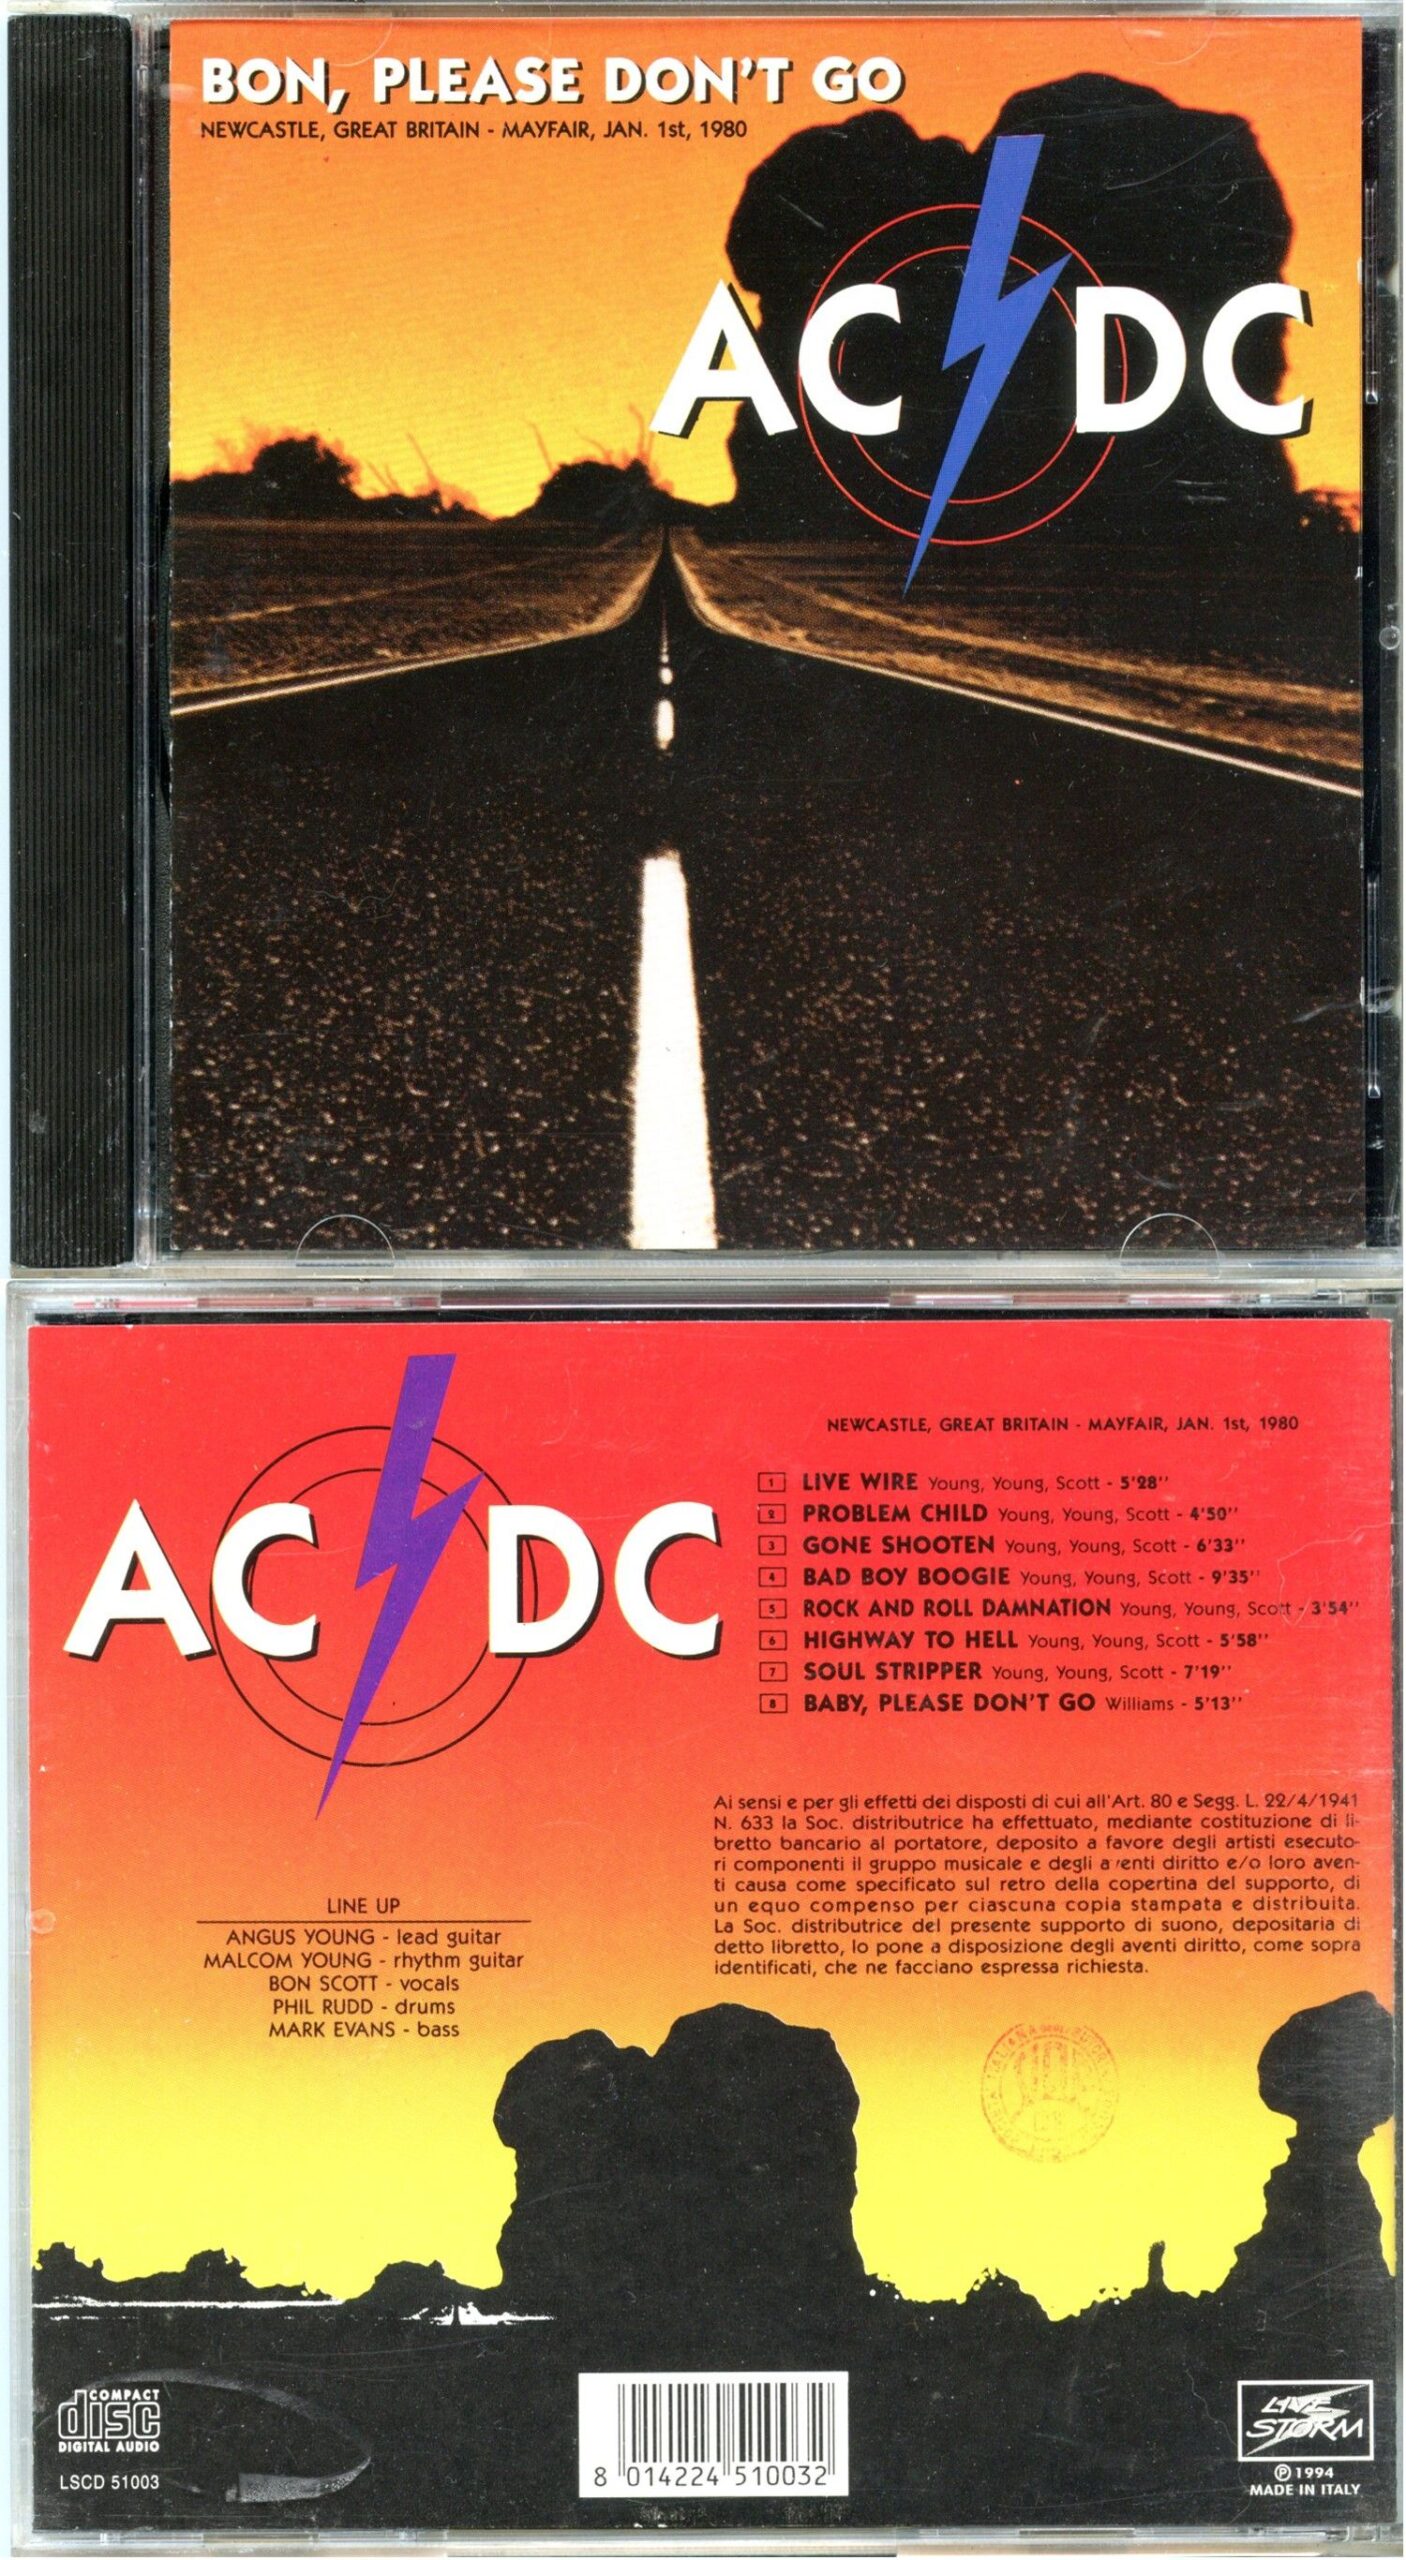 BON, PLEASE DON'T GO
NEWCASTLE, GREAT BRITAIN - MAYFAIR, JAN. 1st, 1980
AC DC
AC DC
NEWCASTLE, GREAT BRITAIN - MAYFAIR, JAN. 1st, 1980
1 LIVE WIRE Young, Young, Scott - 5'28''
2 PROBLEM CHILD Young, Young, Scott - 4'50''
3 GONE SHOOTEN Young, Young, Scott - 6'33''
4 BAD BOY BOOGIE Young, Young, Scott - 9'35''
5 ROCK AND ROLL DAMNATION Young, Young, Scott - 3'54''
6 HIGHWAY TO HELL Young, Young, Scott - 5'58''
7 SOUL STRIPPER Young, Young, Scott - 7'19''
8 BABY, PLEASE DON'T GO Williams - 5'13''
Ai sensi e per gli effetti dei disposti di cui all'Art. 80 e Segg. L. 22/4/1941
N. 633 la Soc. distributrice ha effettuato, mediante costituzione di li-
bretto bancario al portatore, deposito a favore degli artisti esecuto-
ri componenti il gruppo musicale e degli aventi diritto e/o loro aven-
ti causa come specificato sul retro della copertina del supporto, di
un equo compenso per ciascuna copia stampata e distribuita.
La Soc. distributrice del presente supporto di suono, depositaria di
detto libretto, lo pone a disposizione degli aventi diritto, come sopra
identificati, che ne facciano espressa richiesta.
LINE UP
ANGUS YOUNG - lead guitar
MALCOM YOUNG - rhythm guitar
BON SCOTT - vocals
PHIL RUDD - drums
MARK EVANS - bass
COMPACT
disc
DIGITAL AUDIO
LSCD 51003
8 014224 510032
LIVE
STORM
℗ 1994
MADE IN ITALY